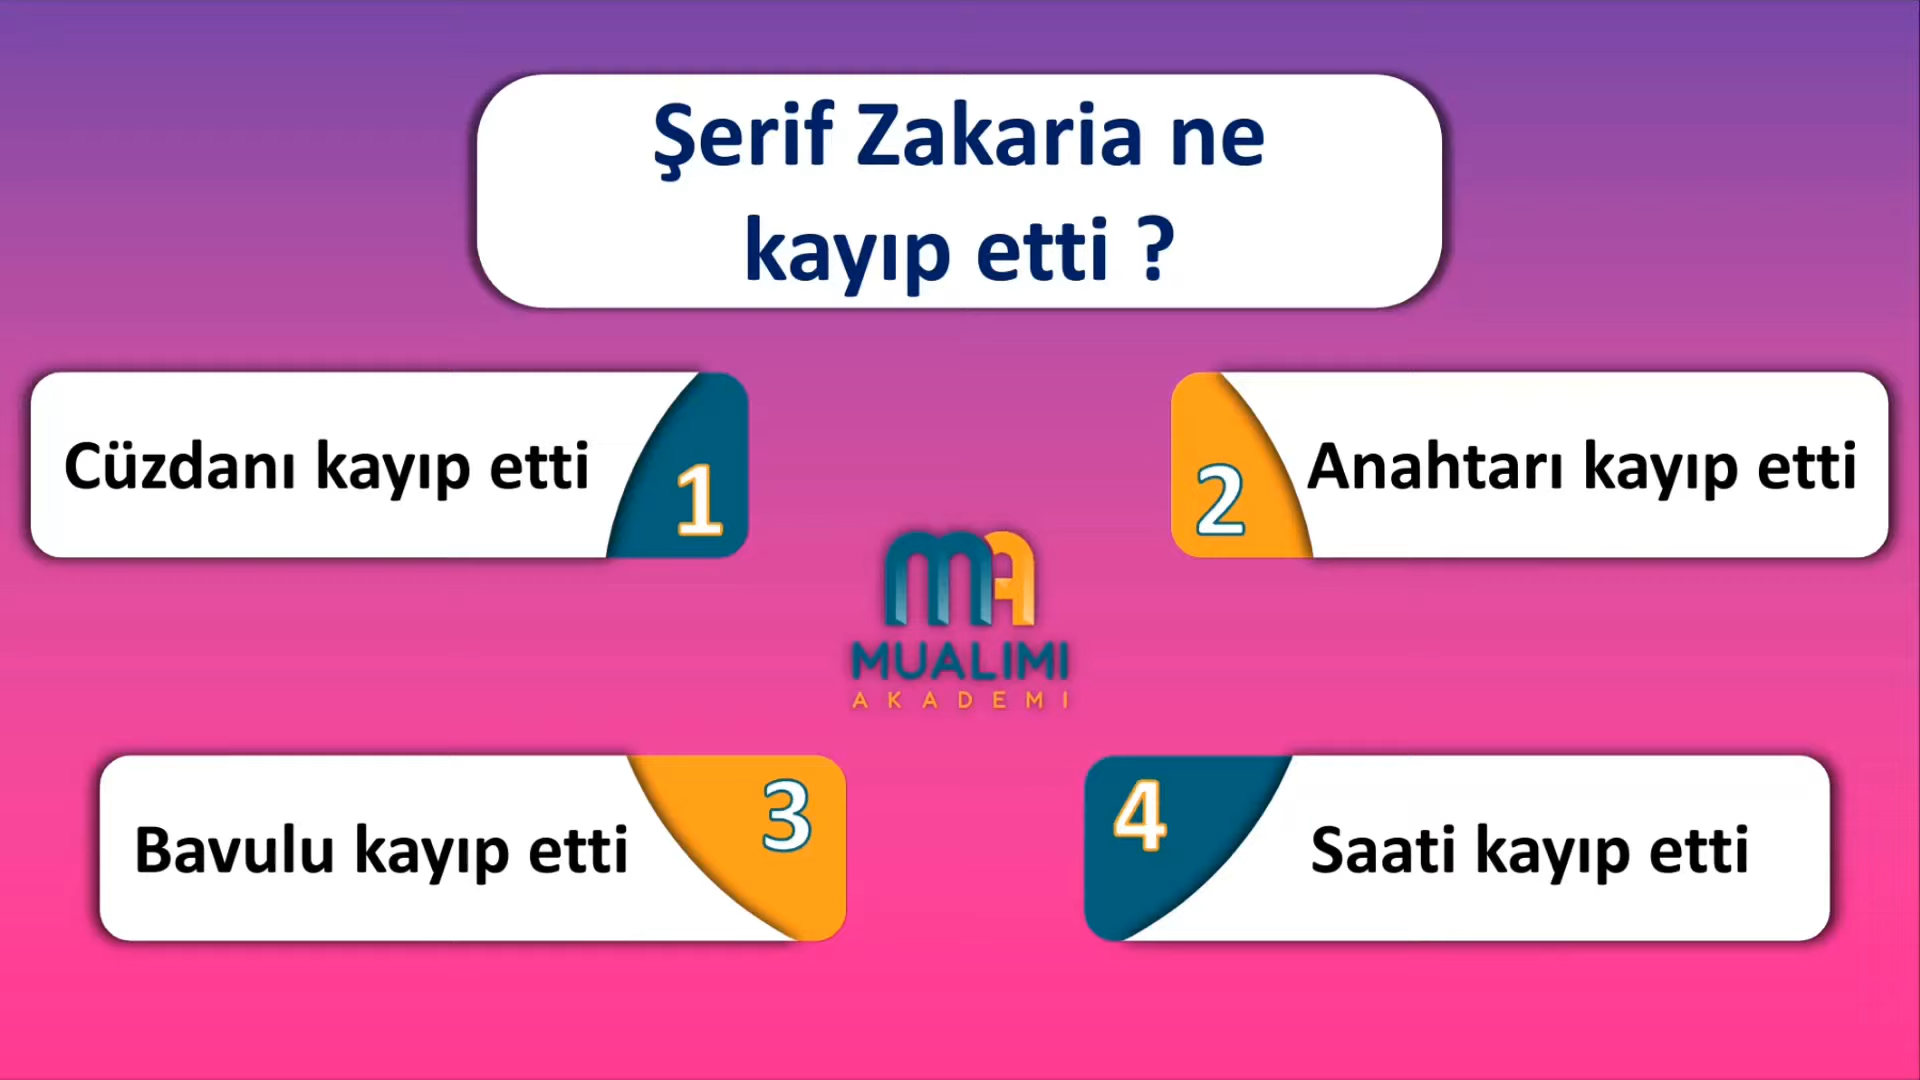 Şerif Zakaria ne
kayıp etti ?
Cüzdanı kayıp etti
1
2
Anahtarı kayıp etti
MA
MUALIMI
AKADEMI
Bavulu kayıp etti
3
4
Saati kayıp etti